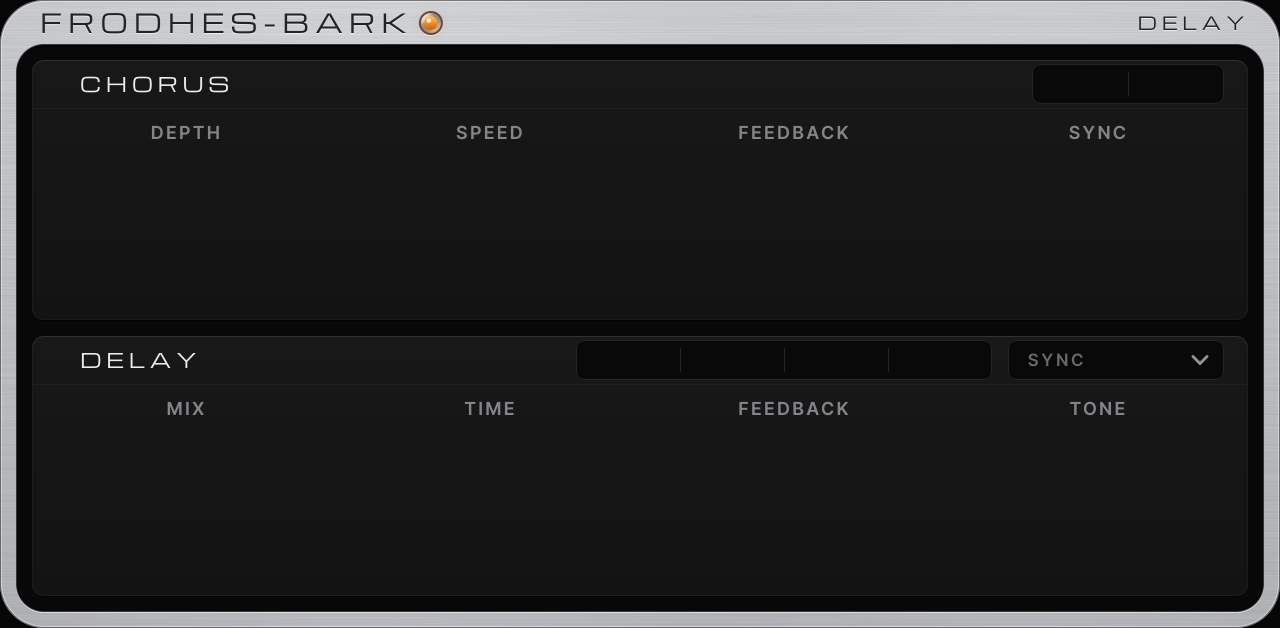 FRODHES-BARK DELAY
CHORUS
DEPTH SPEED FEEDBACK SYNC
DELAY SYNC
MIX TIME FEEDBACK TONE